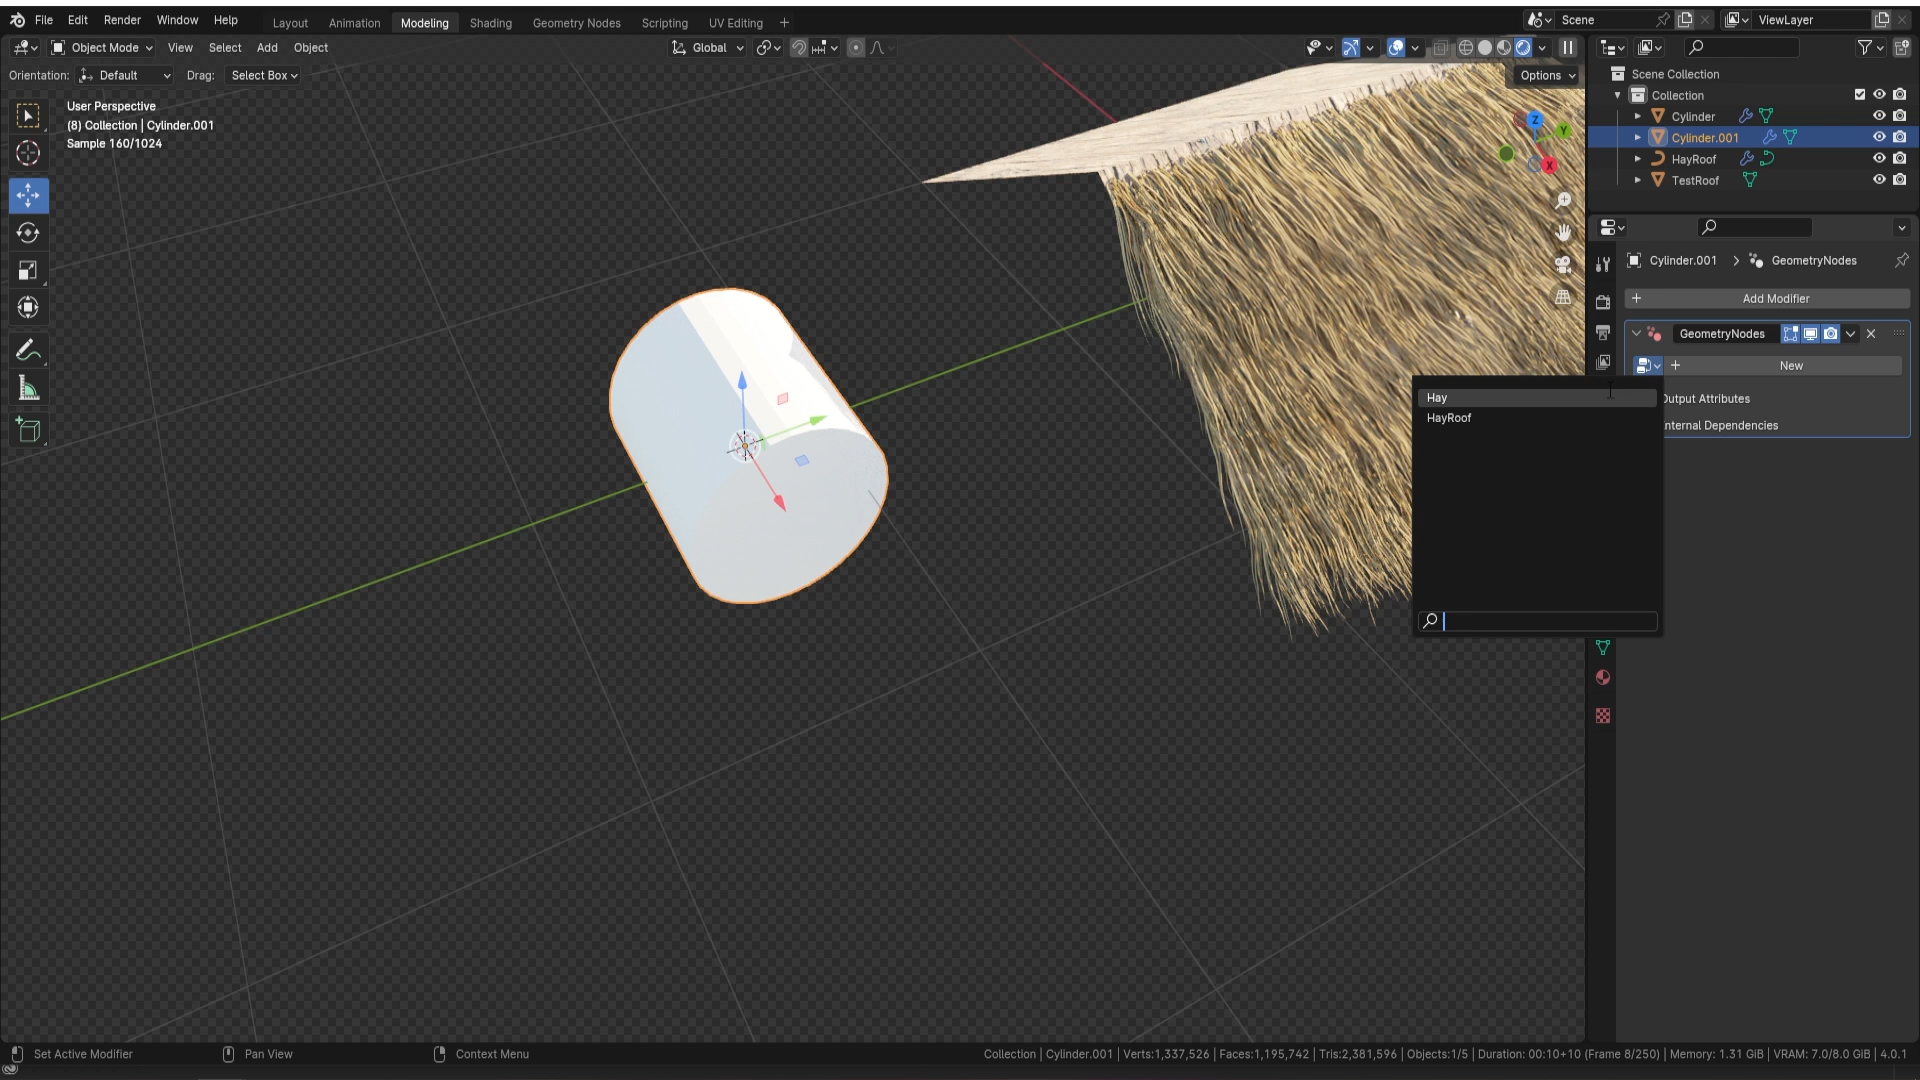 File Edit Render Window Help Layout Animation Modeling Shading Geometry Nodes Scripting UV Editing + Scene ViewLayer
Object Mode View Select Add Object Global
Orientation: Default Drag: Select Box Options
User Perspective
(8) Collection | Cylinder.001
Sample 160/1024
Z
Y
X
Scene Collection
Collection
Cylinder
Cylinder.001
HayRoof
TestRoof
Cylinder.001 > GeometryNodes
+ Add Modifier
GeometryNodes
+ New
Output Attributes
nternal Dependencies
Hay
HayRoof
Set Active Modifier Pan View Context Menu Collection | Cylinder.001 | Verts:1,337,526 | Faces:1,195,742 | Tris:2,381,596 | Objects:1/5 | Duration: 00:10+10 (Frame 8/250) | Memory: 1.31 GiB | VRAM: 7.0/8.0 GiB | 4.0.1